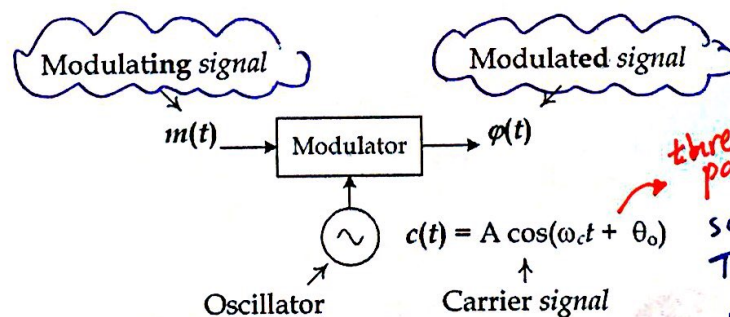 Modulating signal
Modulated signal
m(t)
Modulator
φ(t)
c(t) = A cos(ωct + θo)
Oscillator
Carrier signal